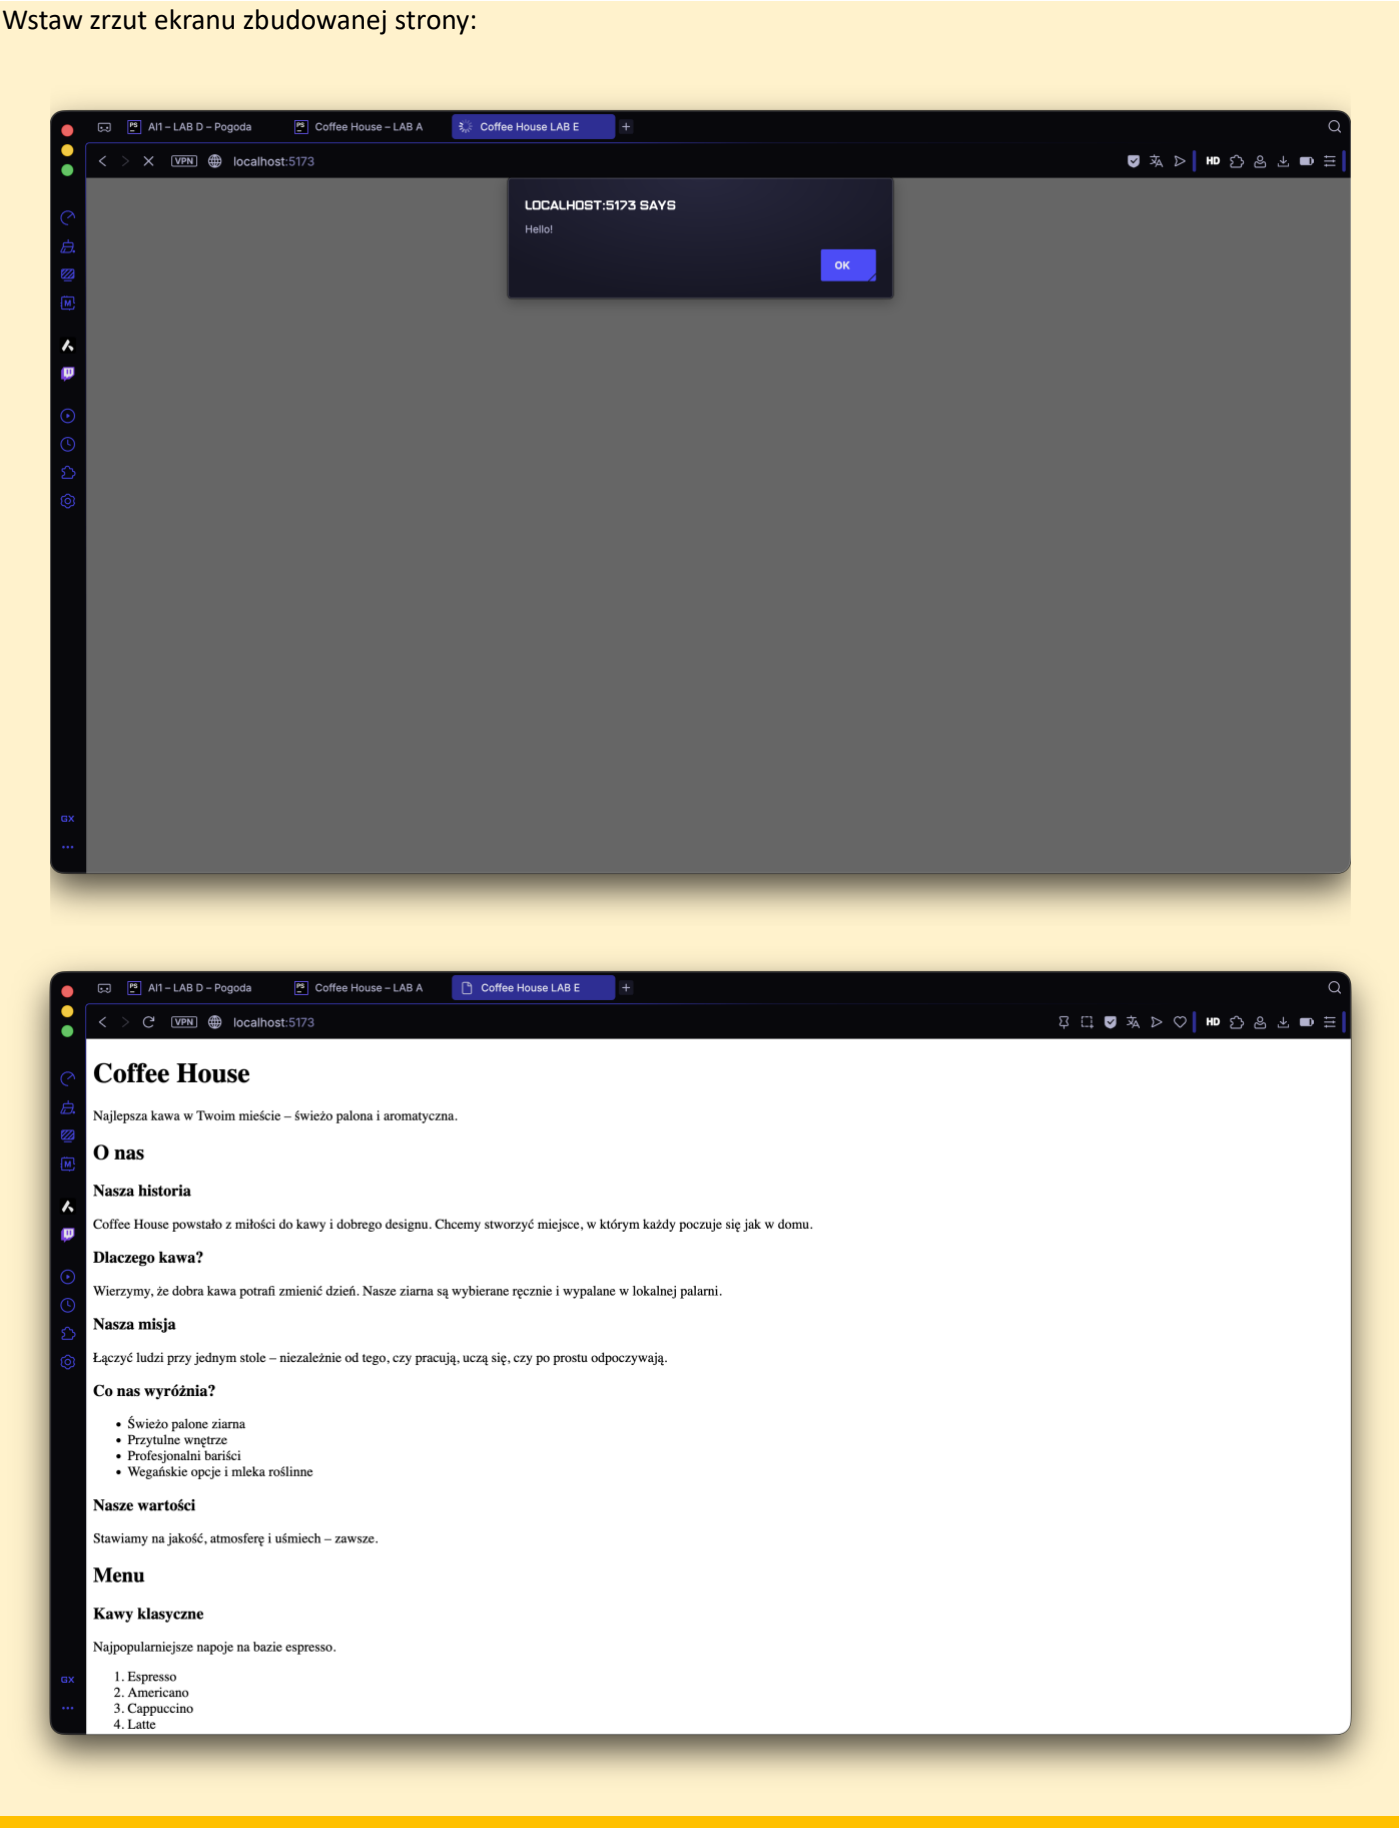 Wstaw zrzut ekranu zbudowanej strony:
AI1 – LAB D – Pogoda
Coffee House – LAB A
Coffee House LAB E
VPN
localhost:5173
HD
LOCALHOST:5173 SAYS
Hello!
OK
GX
AI1 – LAB D – Pogoda
Coffee House – LAB A
Coffee House LAB E
VPN
localhost:5173
HD
Coffee House
Najlepsza kawa w Twoim mieście – świeżo palona i aromatyczna.
O nas
Nasza historia
Coffee House powstało z miłości do kawy i dobrego designu. Chcemy stworzyć miejsce, w którym każdy poczuje się jak w domu.
Dlaczego kawa?
Wierzymy, że dobra kawa potrafi zmienić dzień. Nasze ziarna są wybierane ręcznie i wypalane w lokalnej palarni.
Nasza misja
Łączyć ludzi przy jednym stole – niezależnie od tego, czy pracują, uczą się, czy po prostu odpoczywają.
Co nas wyróżnia?
• Świeżo palone ziarna
• Przytulne wnętrze
• Profesjonalni bariści
• Wegańskie opcje i mleka roślinne
Nasze wartości
Stawiamy na jakość, atmosferę i uśmiech – zawsze.
Menu
Kawy klasyczne
Najpopularniejsze napoje na bazie espresso.
1. Espresso
2. Americano
3. Cappuccino
4. Latte
GX